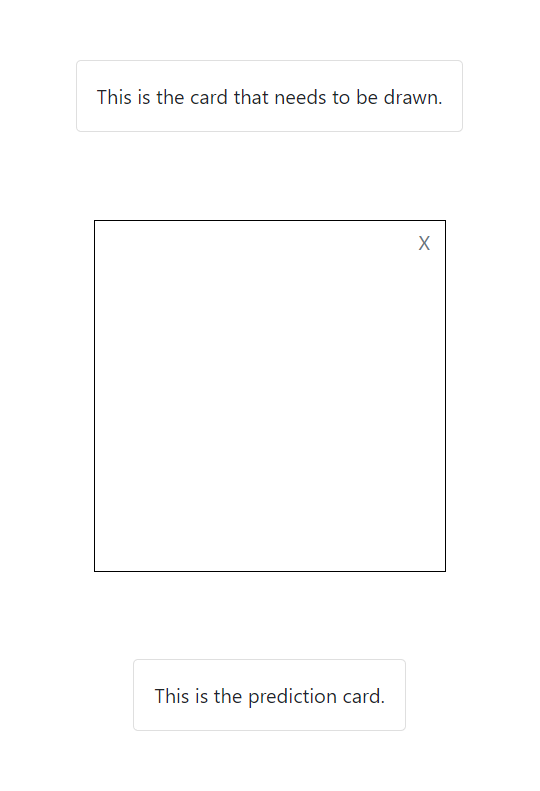 This is the card that needs to be drawn.
X
This is the prediction card.